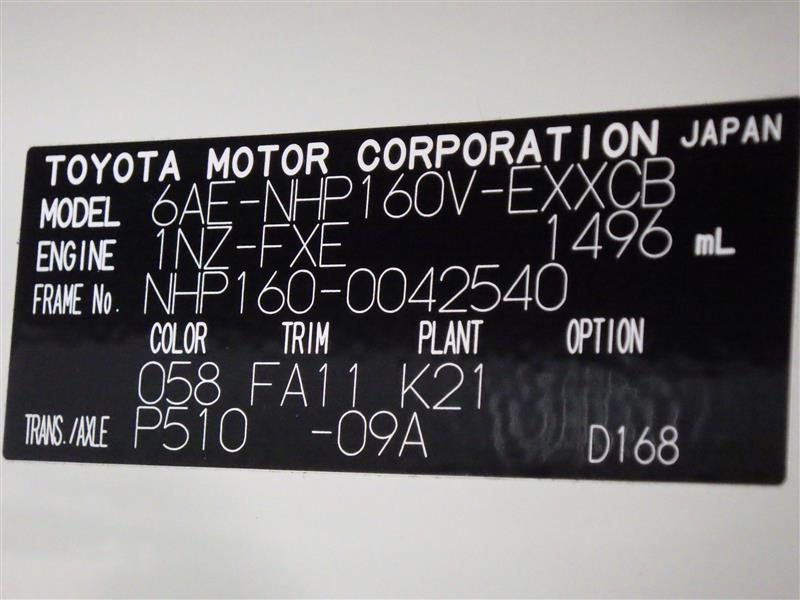 TOYOTA MOTOR CORPORATION JAPAN
MODEL 6AE-NHP160V-EXXCB
ENGINE 1NZ-FXE 1496 mL
FRAME No. NHP160-0042540
COLOR TRIM PLANT OPTION
058 FA11 K21
TRANS./AXLE P510 -09A D168